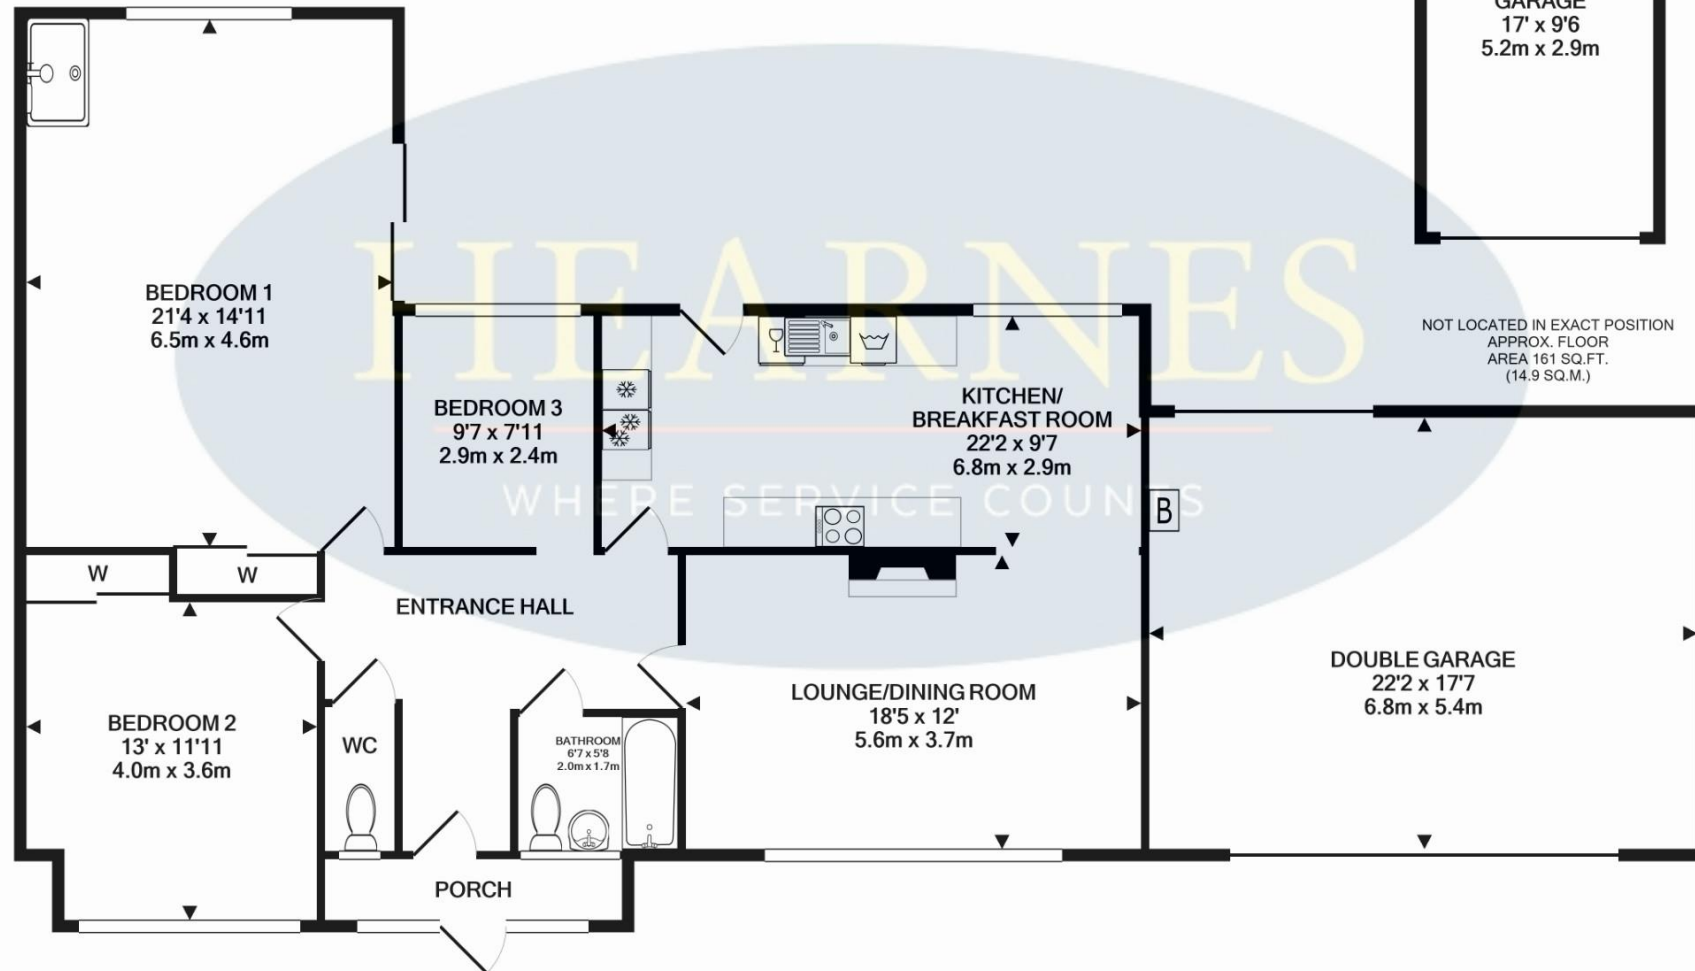 GARAGE
17' x 9'6
5.2m x 2.9m
NOT LOCATED IN EXACT POSITION
APPROX. FLOOR
AREA 161 SQ.FT.
(14.9 SQ.M.)
HEARNES
WHERE SERVICE COUNTS
BEDROOM 1
21'4 x 14'11
6.5m x 4.6m
BEDROOM 3
9'7 x 7'11
2.9m x 2.4m
KITCHEN/
BREAKFAST ROOM
22'2 x 9'7
6.8m x 2.9m
B
W
W
ENTRANCE HALL
DOUBLE GARAGE
22'2 x 17'7
6.8m x 5.4m
LOUNGE/DINING ROOM
18'5 x 12'
5.6m x 3.7m
BEDROOM 2
13' x 11'11
4.0m x 3.6m
WC
BATHROOM
6'7 x 5'8
2.0m x 1.7m
PORCH